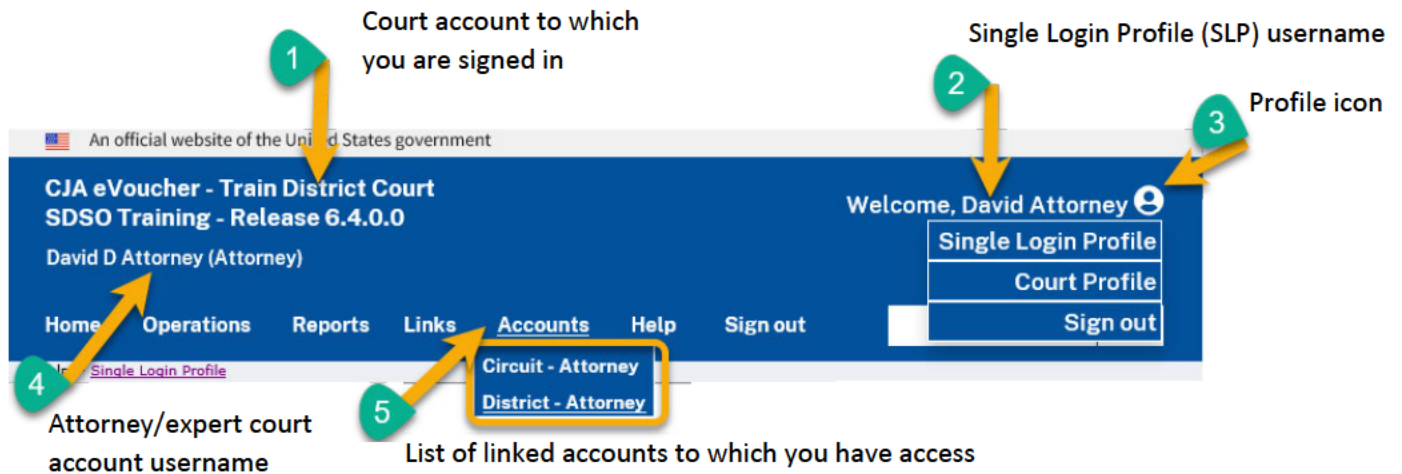 Court account to which
you are signed in
1
Single Login Profile (SLP) username
2
Profile icon
3
An official website of the United States government
CJA eVoucher - Train District Court
SDSO Training - Release 6.4.0.0
David D Attorney (Attorney)
Welcome, David Attorney
Single Login Profile
Court Profile
Sign out
Home Operations Reports Links Accounts Help Sign out
Single Login Profile
Circuit - Attorney
District - Attorney
4
5
Attorney/expert court
account username
List of linked accounts to which you have access